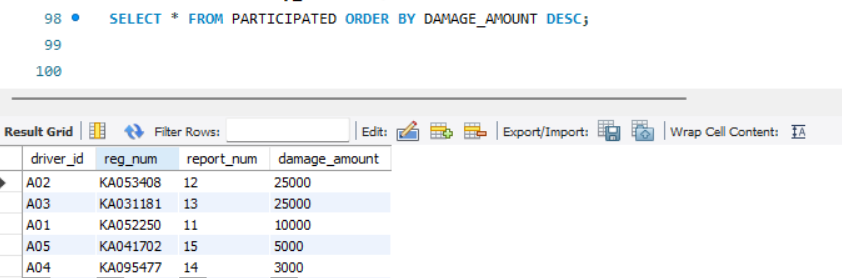 98 SELECT * FROM PARTICIPATED ORDER BY DAMAGE_AMOUNT DESC;
99
100
Result Grid Filter Rows: Edit: Export/Import: Wrap Cell Content: IA
driver_id reg_num report_num damage_amount
A02 KA053408 12 25000
A03 KA031181 13 25000
A01 KA052250 11 10000
A05 KA041702 15 5000
A04 KA095477 14 3000